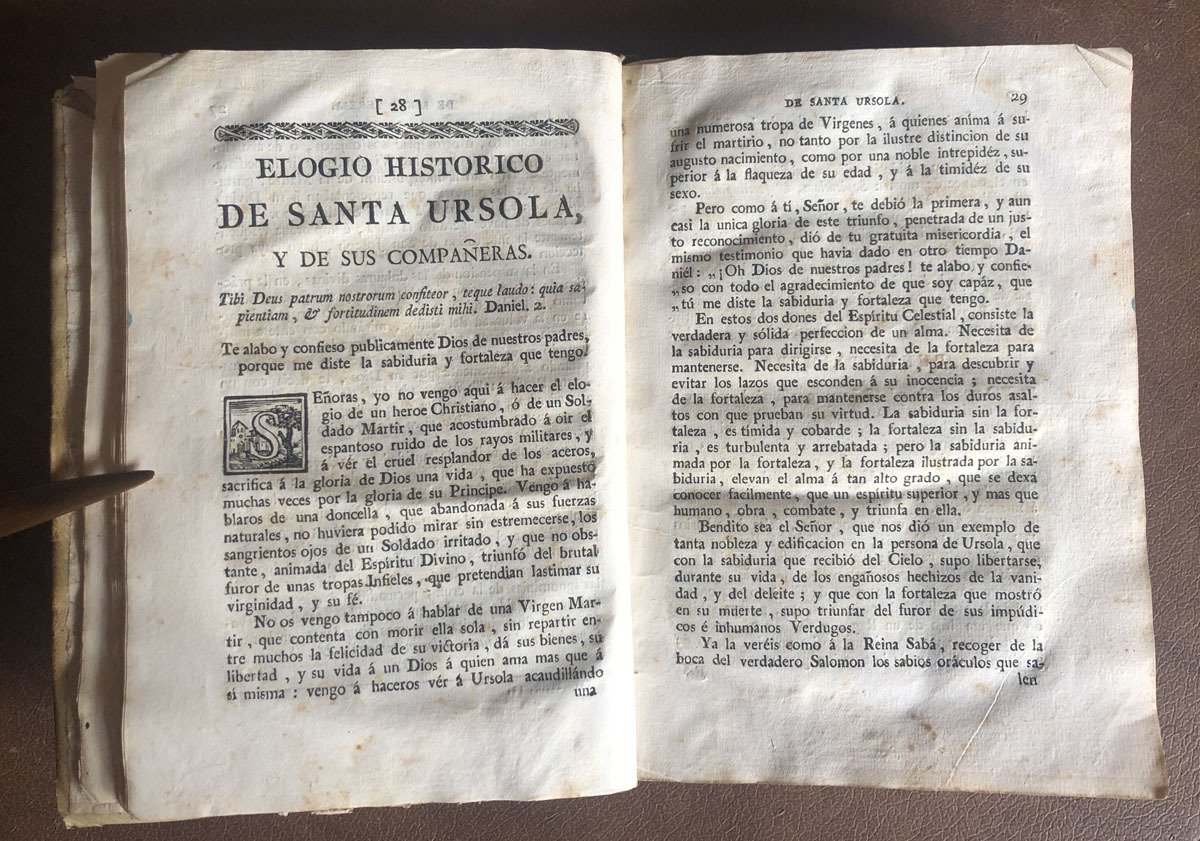 [ 28 ]
ELOGIO HISTORICO
DE SANTA URSOLA,
Y DE SUS COMPAÑERAS.
Tibi Deus patrum nostrorum confiteor, teque laudo: quia sa-
pientiam, & fortitudinem dedisti mihi. Daniel. 2.
Te alabo y confieso publicamente Dios de nuestros padres,
porque me diste la sabiduria y fortaleza que tengo.
SEñoras, yo no vengo aqui á hacer el elo-
gio de un heroe Christiano, ó de un Sol-
dado Martir, que acostumbrado á oir el
espantoso ruido de los rayos militares, y
á vér el cruel resplandor de los aceros,
sacrifica á la gloria de Dios una vida, que ha expuesto
muchas veces por la gloria de su Principe. Vengo á ha-
blaros de una doncella, que abandonada á sus fuerzas
naturales, no huviera podido mirar sin estremecerse, los
sangrientos ojos de un Soldado irritado, y que no obs-
tante, animada del Espíritu Divino, triunfó del brutal
furor de unas tropas Infieles, que pretendian lastimar su
virginidad, y su fé.
No os vengo tampoco á hablar de una Virgen Mar-
tir, que contenta con morir ella sola, sin repartir en-
tre muchos la felicidad de su victoria, dá sus bienes, su
libertad, y su vida á un Dios á quien ama mas que á
sí misma: vengo á haceros vér á Ursola acaudillándo
una
DE SANTA URSOLA. 29
una numerosa tropa de Virgenes, á quienes aníma á su-
frir el martirio, no tanto por la ilustre distincion de su
augusto nacimiento, como por una noble intrepidéz, su-
perior á la flaqueza de su edad, y á la timidéz de su
sexo.
Pero como á tí, Señor, te debió la primera, y aun
casi la unica gloria de este triunfo, penetrada de un jus-
to reconocimiento, dió de tu gratuita misericordia, el
mismo testimonio que havia dado en otro tiempo Da-
niél: „¡Oh Dios de nuestros padres! te alabo y confie-
„so con todo el agradecimiento de que soy capáz, que
„tú me diste la sabiduria y fortaleza que tengo.
En estos dos dones del Espíritu Celestial, consiste la
verdadera y sólida perfeccion de un alma. Necesita de
la sabiduria para dirigirse, necesita de la fortaleza para
mantenerse. Necesita de la sabiduria, para descubrir y
evitar los lazos que esconden á su inocencia; necesita
de la fortaleza, para mantenerse contra los duros asal-
tos con que prueban su virtud. La sabiduria sin la for-
taleza, es tímida y cobarde; la fortaleza sin la sabidu-
ria, es turbulenta y arrebatada; pero la sabiduria ani-
mada por la fortaleza, y la fortaleza ilustrada por la sa-
biduria, elevan el alma á tan alto grado, que se dexa
conocer facilmente, que un espíritu superior, y mas que
humano, obra, combate, y triunfa en ella.
Bendito sea el Señor, que nos dió un exemplo de
tanta nobleza y edificacion en la persona de Ursola, que
con la sabiduria que recibió del Cielo, supo libertarse,
durante su vida, de los engañosos hechizos de la vani-
dad, y del deleite; y que con la fortaleza que mostró
en su muerte, supo triunfar del furor de sus impúdi-
cos é inhumanos Verdugos.
Ya la veréis como á la Reina Sabá, recoger de la
boca del verdadero Salomon los sabios oráculos que sa-
len